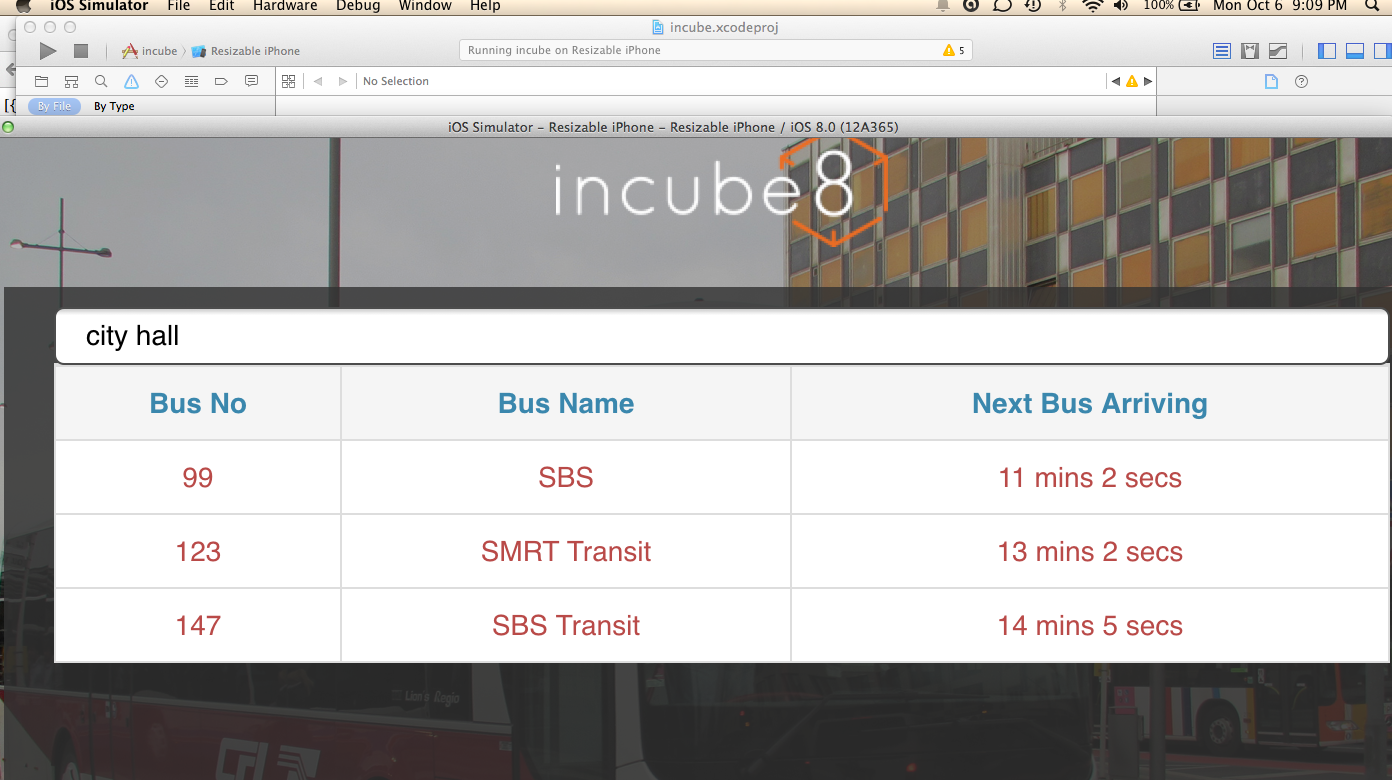 iOS Simulator File Edit Hardware Debug Window Help 100% Mon Oct 6 9:09 PM
incube.xcodeproj
incube Resizable iPhone Running incube on Resizable iPhone 5
No Selection
[{ By File By Type
iOS Simulator – Resizable iPhone – Resizable iPhone / iOS 8.0 (12A365)
incube8
city hall
Bus No Bus Name Next Bus Arriving
99 SBS 11 mins 2 secs
123 SMRT Transit 13 mins 2 secs
147 SBS Transit 14 mins 5 secs
Lion's Regio